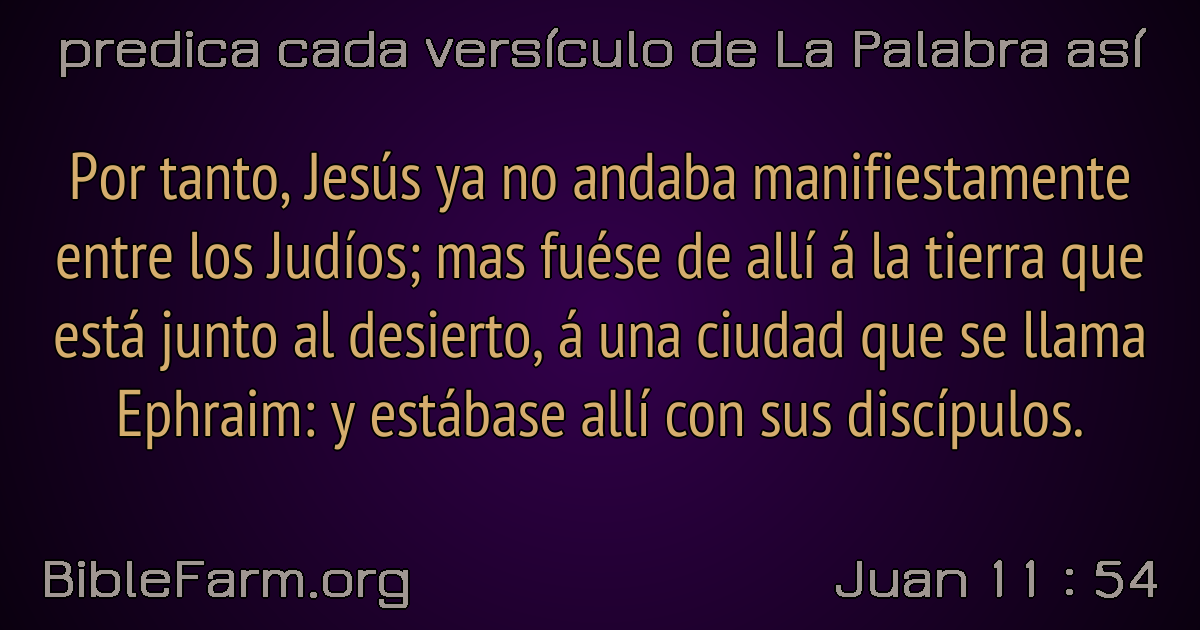 predica cada versículo de La Palabra así
Por tanto, Jesús ya no andaba manifiestamente
entre los Judíos; mas fuése de allí á la tierra que
está junto al desierto, á una ciudad que se llama
Ephraim: y estábase allí con sus discípulos.
BibleFarm.org
Juan 11 : 54